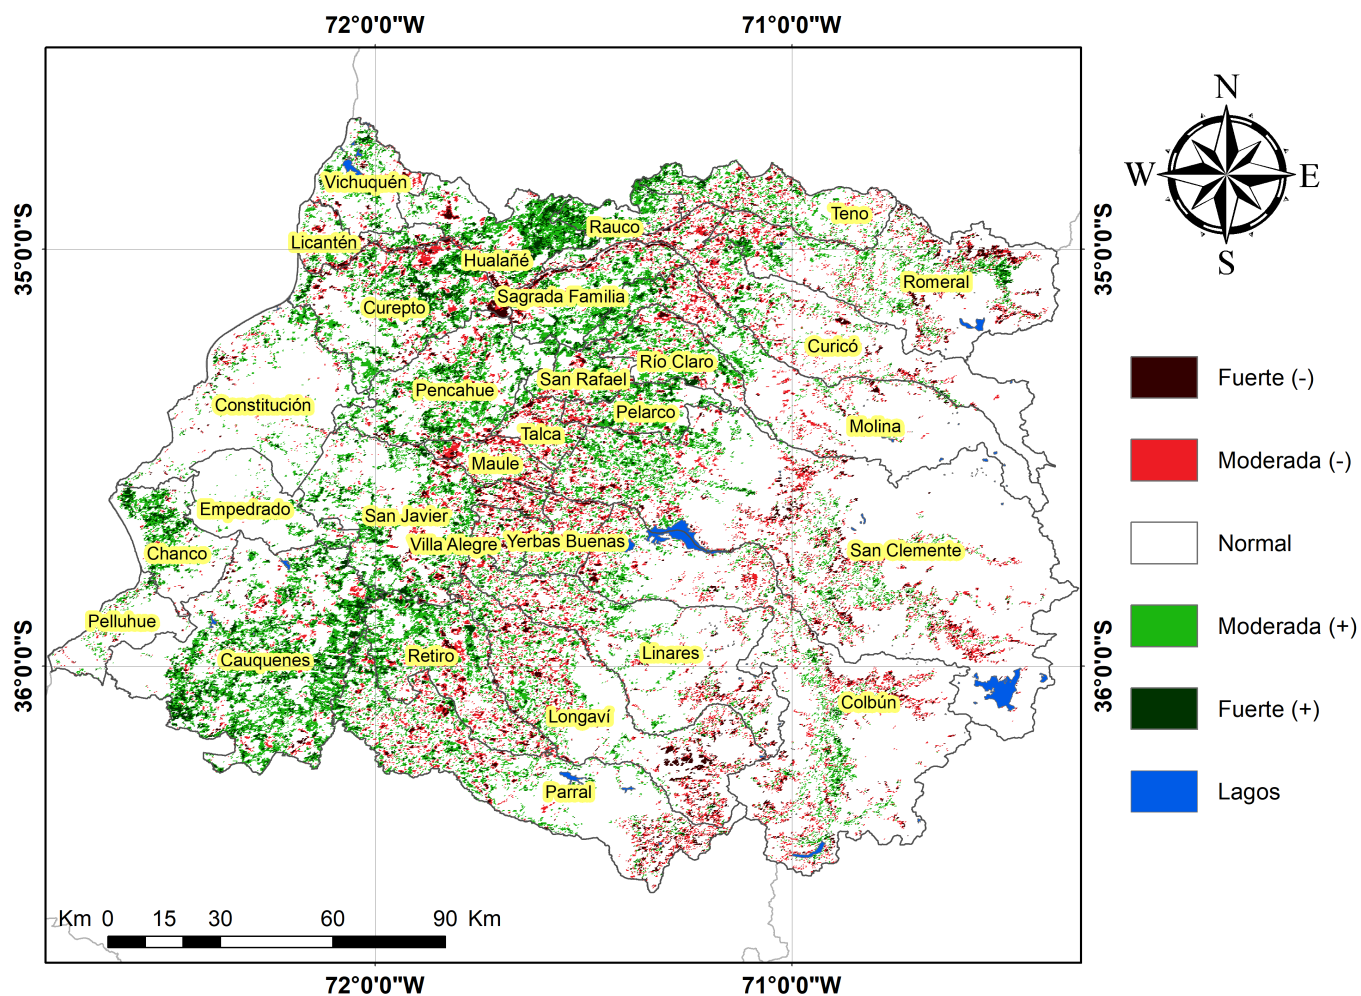 72°0'0"W
71°0'0"W
N
W
E
S
35°0'0"S
35°0'0"S
Vichuquén
Teno
Rauco
Licantén
Hualañé
Romeral
Sagrada Familia
Curepto
Curicó
Río Claro
San Rafael
Pencahue
Constitución
Pelarco
Molina
Talca
Maule
Empedrado
San Javier
Villa Alegre
Yerbas Buenas
San Clemente
Chanco
Pelluhue
Linares
Retiro
Cauquenes
Colbún
Longaví
Parral
36°0'0"S
36°0'0"S
Fuerte (-)
Moderada (-)
Normal
Moderada (+)
Fuerte (+)
Lagos
Km 0 15 30 60 90 Km
72°0'0"W
71°0'0"W